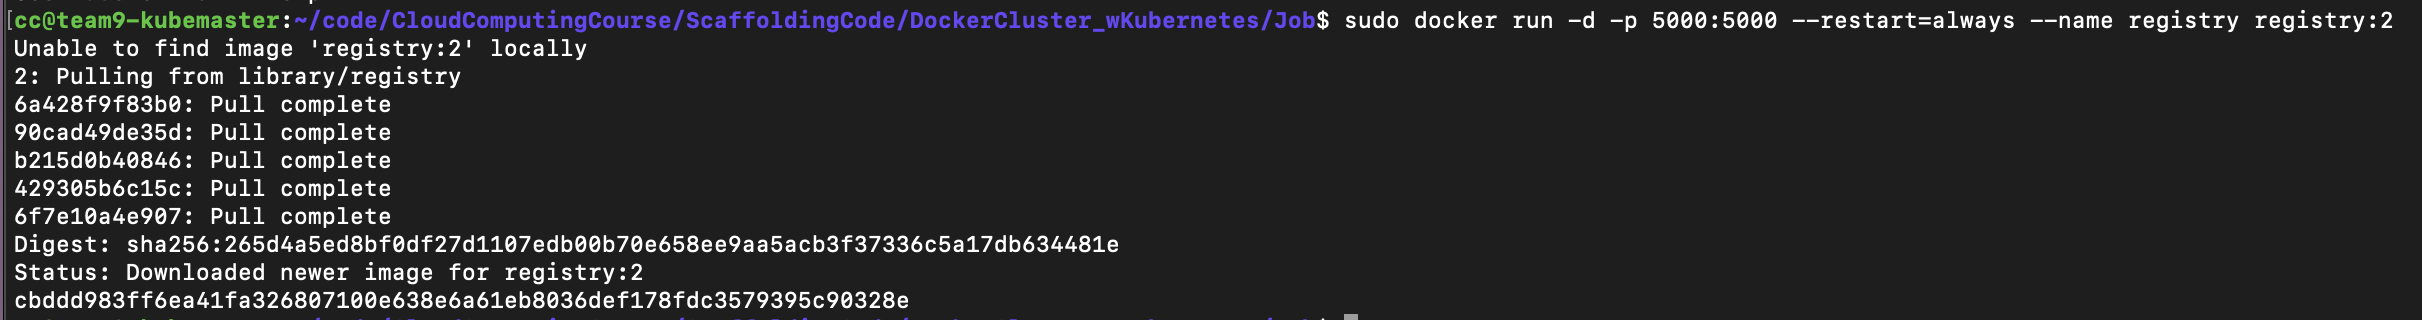 [cc@team9-kubemaster:~/code/CloudComputingCourse/ScaffoldingCode/DockerCluster_wKubernetes/Job$ sudo docker run -d -p 5000:5000 --restart=always --name registry registry:2
Unable to find image 'registry:2' locally
2: Pulling from library/registry
6a428f9f83b0: Pull complete
90cad49de35d: Pull complete
b215d0b40846: Pull complete
429305b6c15c: Pull complete
6f7e10a4e907: Pull complete
Digest: sha256:265d4a5ed8bf0df27d1107edb00b70e658ee9aa5acb3f37336c5a17db634481e
Status: Downloaded newer image for registry:2
cbddd983ff6ea41fa326807100e638e6a61eb8036def178fdc3579395c90328e